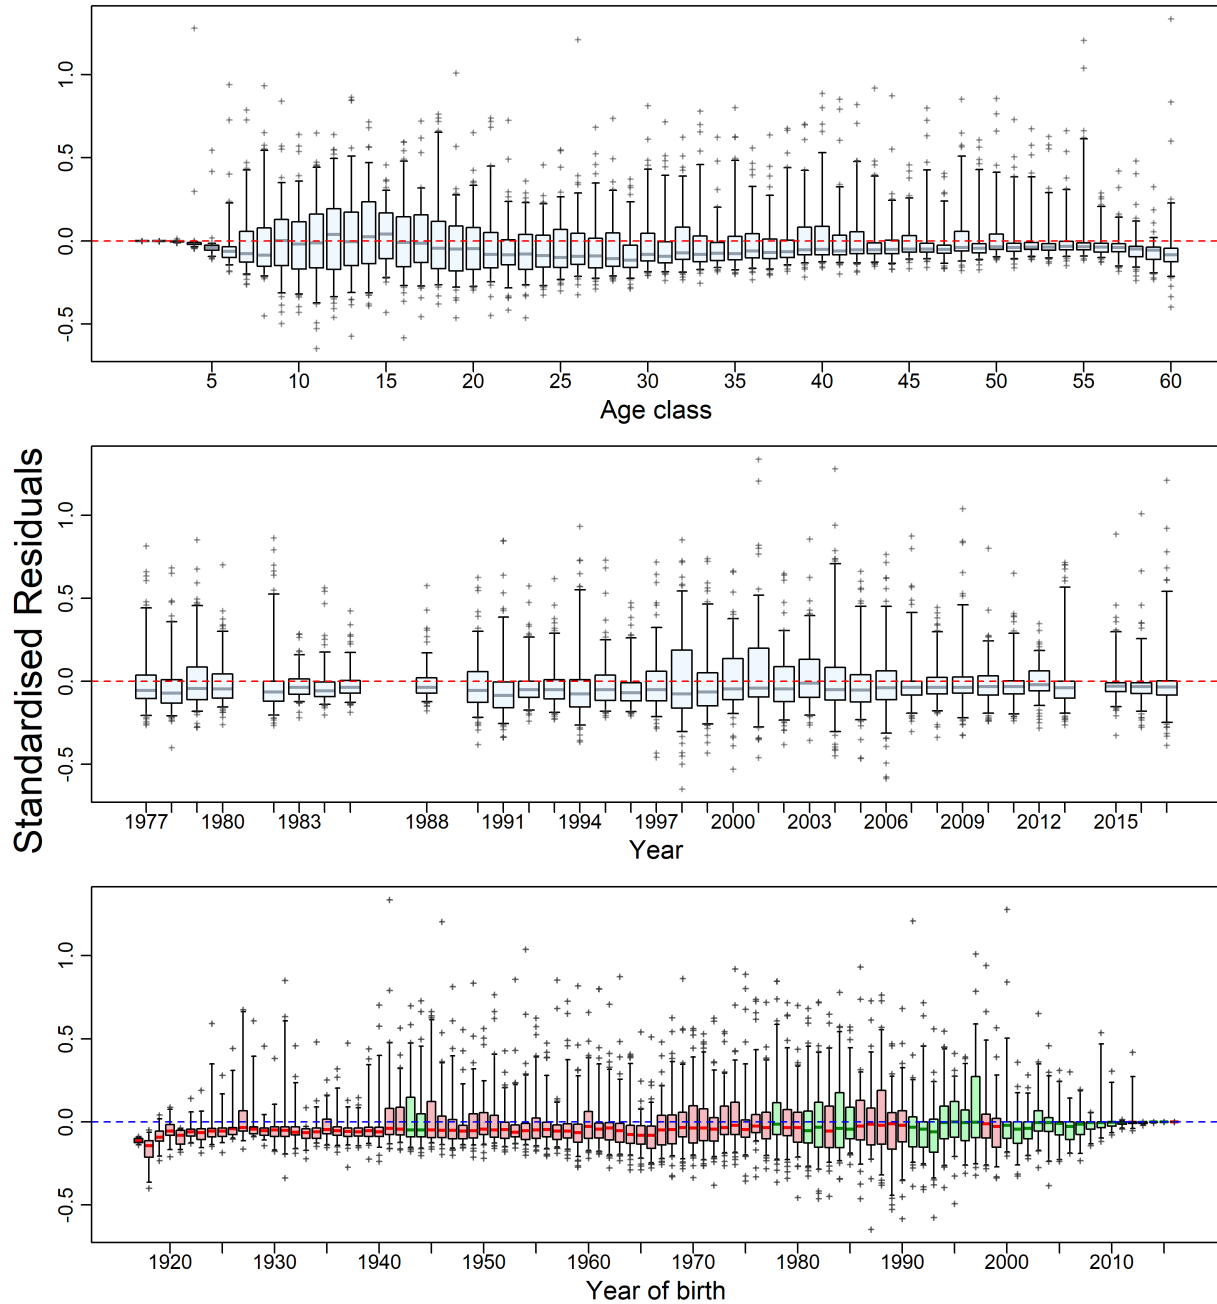 1.0
0.5
0.0
-0.5
5 10 15 20 25 30 35 40 45 50 55 60
Age class
Standardised Residuals
1.0
0.5
0.0
-0.5
1977 1980 1983 1988 1991 1994 1997 2000 2003 2006 2009 2012 2015
Year
1.0
0.5
0.0
-0.5
1920 1930 1940 1950 1960 1970 1980 1990 2000 2010
Year of birth